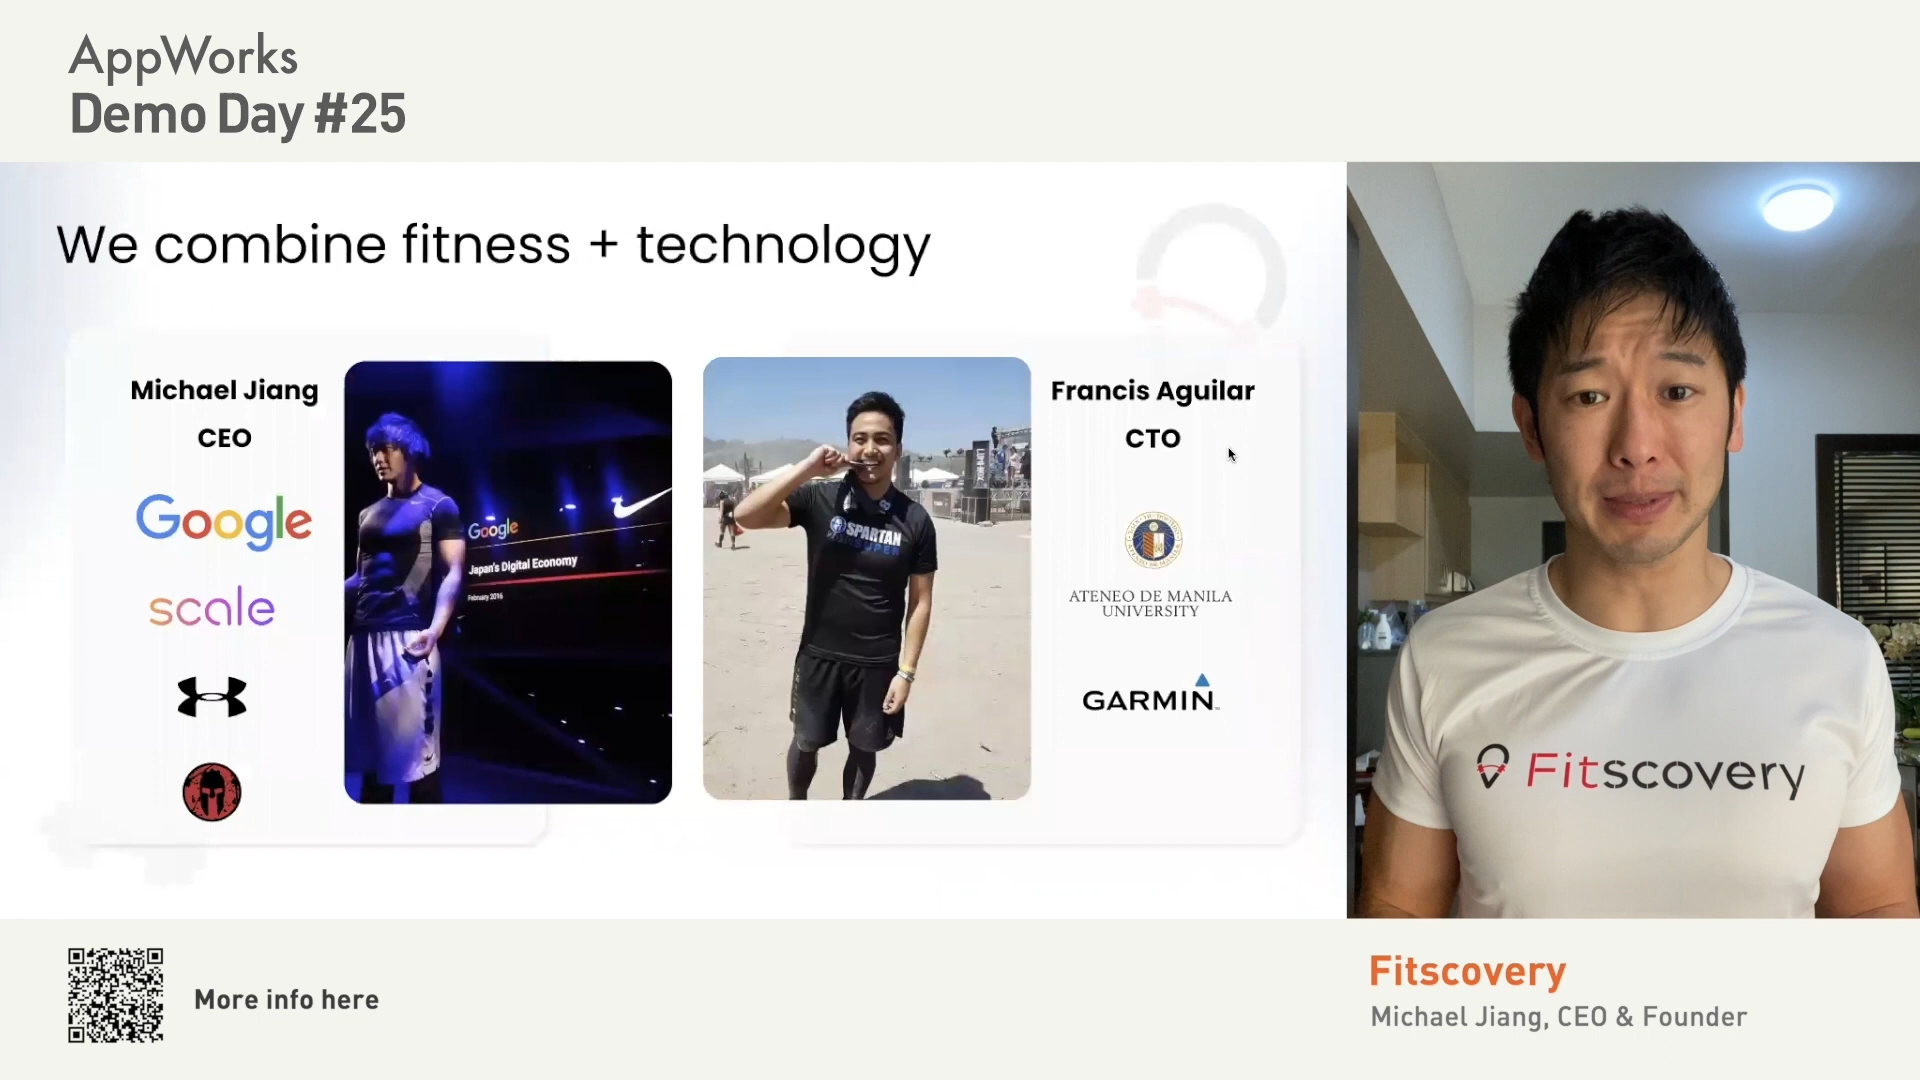 AppWorks
Demo Day #25
We combine fitness + technology
Michael Jiang
CEO
Google
scale
Google
Japan's Digital Economy
February 2016
SPARTAN
SUPER
Francis Aguilar
CTO
ATENEO DE MANILA
UNIVERSITY
GARMIN
Fitscovery
More info here
Fitscovery
Michael Jiang, CEO & Founder